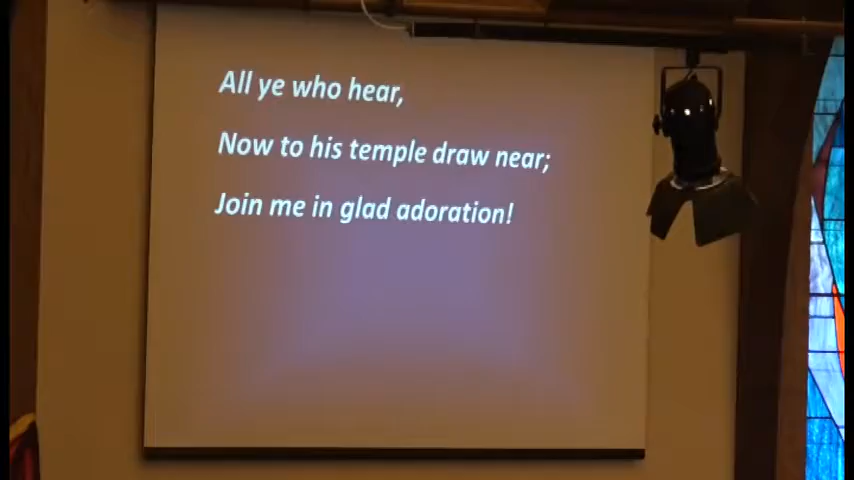 All ye who hear,
Now to his temple draw near;
Join me in glad adoration!